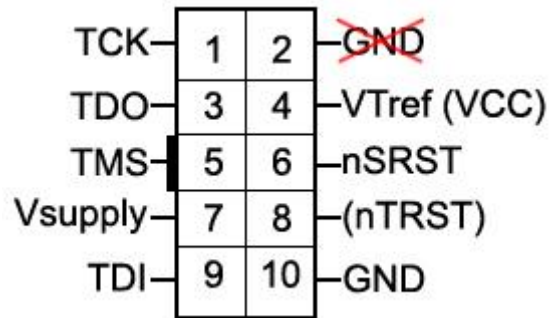 TCK 1 2 GND
TDO 3 4 VTref (VCC)
TMS 5 6 nSRST
Vsupply 7 8 (nTRST)
TDI 9 10 GND